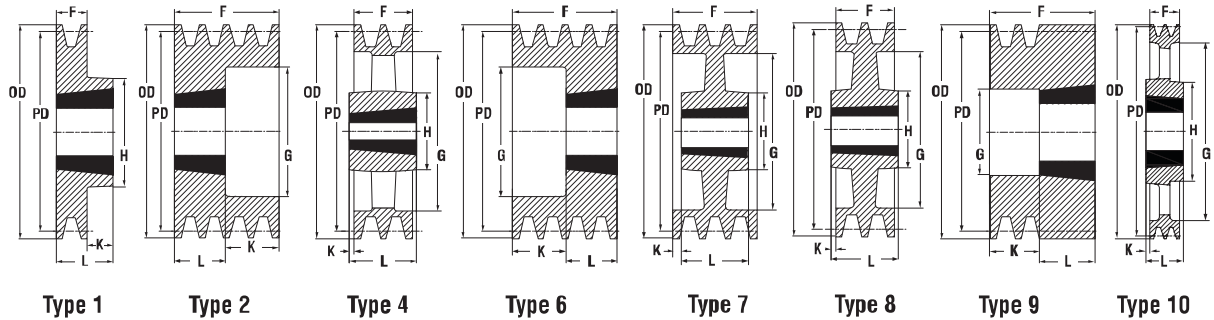 F F F F F F F F
OD PD H K L
OD PD G K L
OD PD H G K L
OD PD G K L
OD PD H G K L
OD PD H G K L
OD PD G K L
OD PD H G K L
Type 1 Type 2 Type 4 Type 6 Type 7 Type 8 Type 9 Type 10